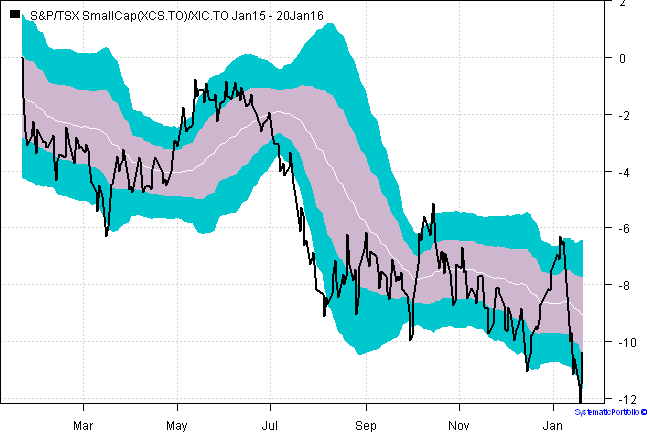 S&P/TSX SmallCap(XCS.TO)/XIC.TO Jan15 - 20Jan16
2
0
-2
-4
-6
-8
-10
-12
SystematicPortfolio ©
Mar May Jul Sep Nov Jan